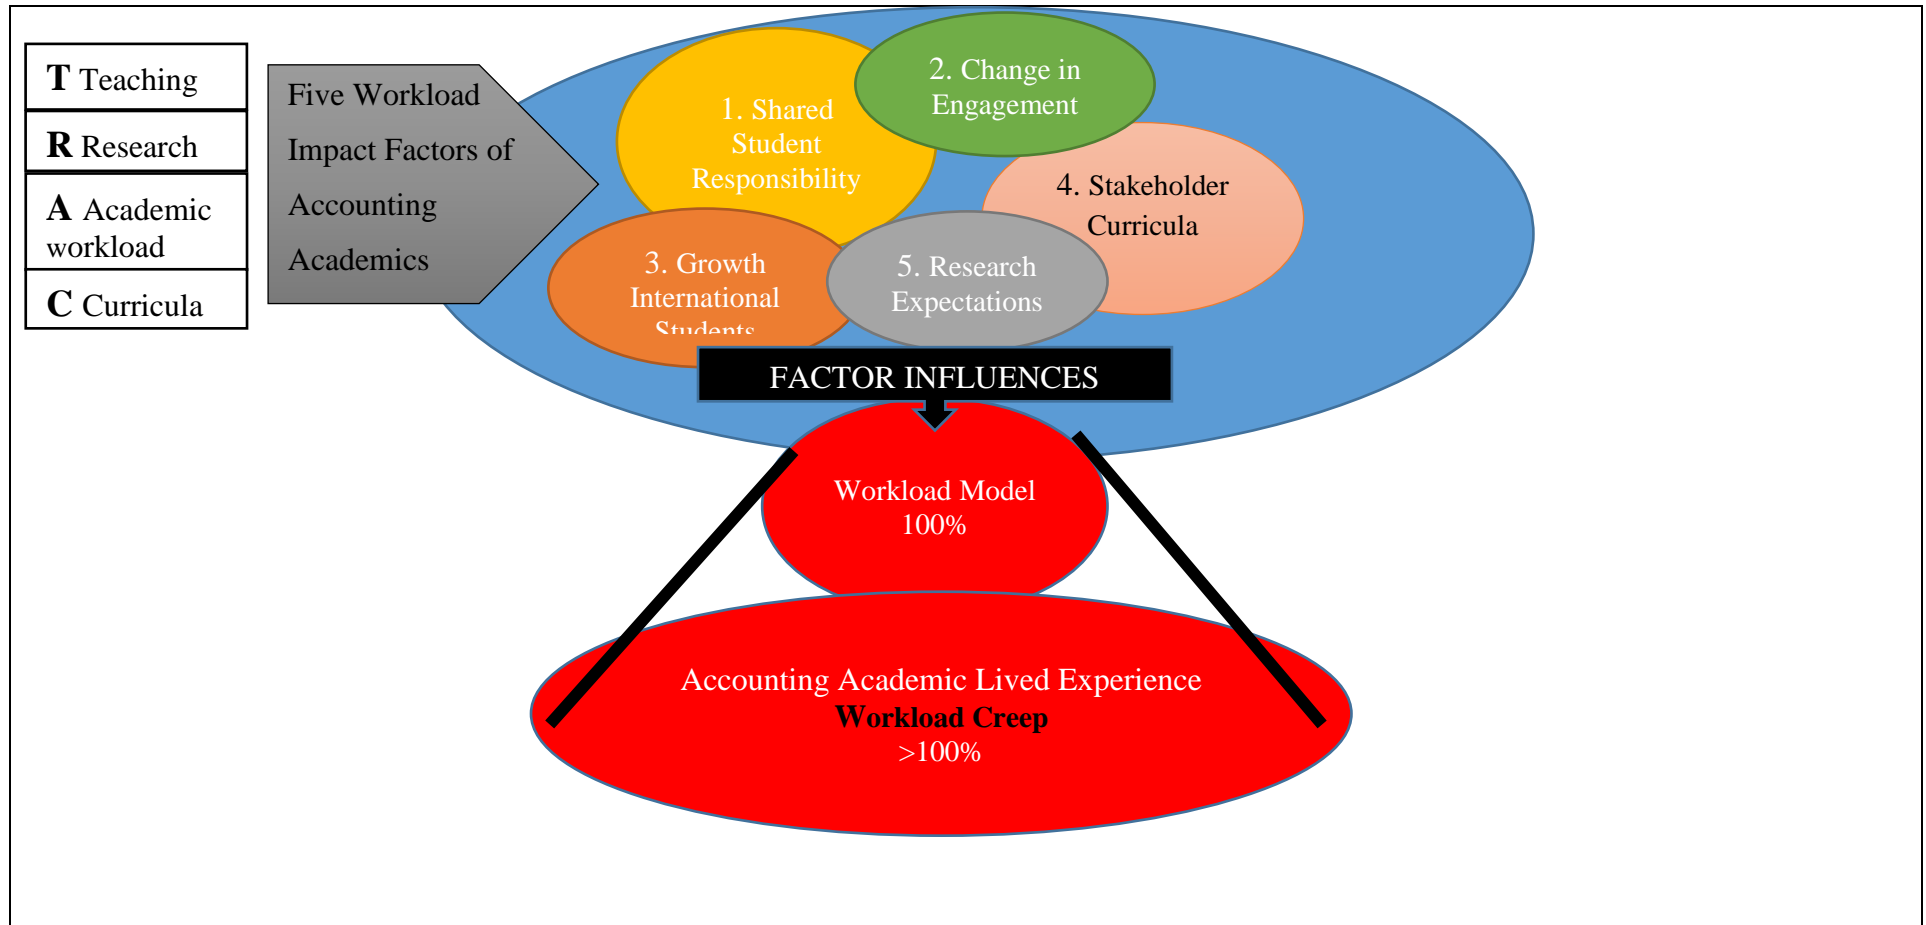 T Teaching
R Research
A Academic
workload
C Curricula
Five Workload
Impact Factors of
Accounting
Academics
1. Shared
Student
Responsibility
2. Change in
Engagement
3. Growth
International
Students
4. Stakeholder
Curricula
5. Research
Expectations
FACTOR INFLUENCES
Workload Model
100%
Accounting Academic Lived Experience
Workload Creep
>100%